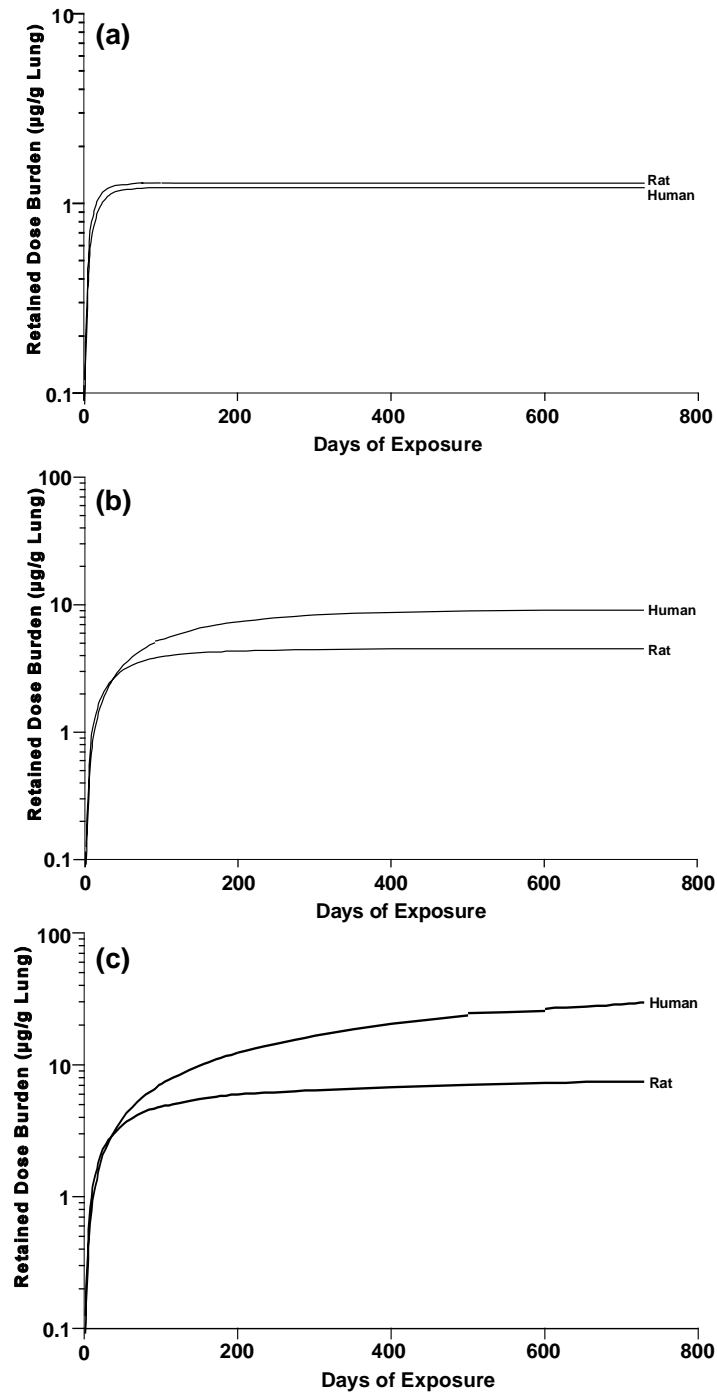 (a)
Retained Dose Burden (µg/g Lung)
10
1
0.1
Rat
Human
0 200 400 600 800
Days of Exposure
(b)
Retained Dose Burden (µg/g Lung)
100
10
1
0.1
Human
Rat
0 200 400 600 800
Days of Exposure
(c)
Retained Dose Burden (µg/g Lung)
100
10
1
0.1
Human
Rat
0 200 400 600 800
Days of Exposure